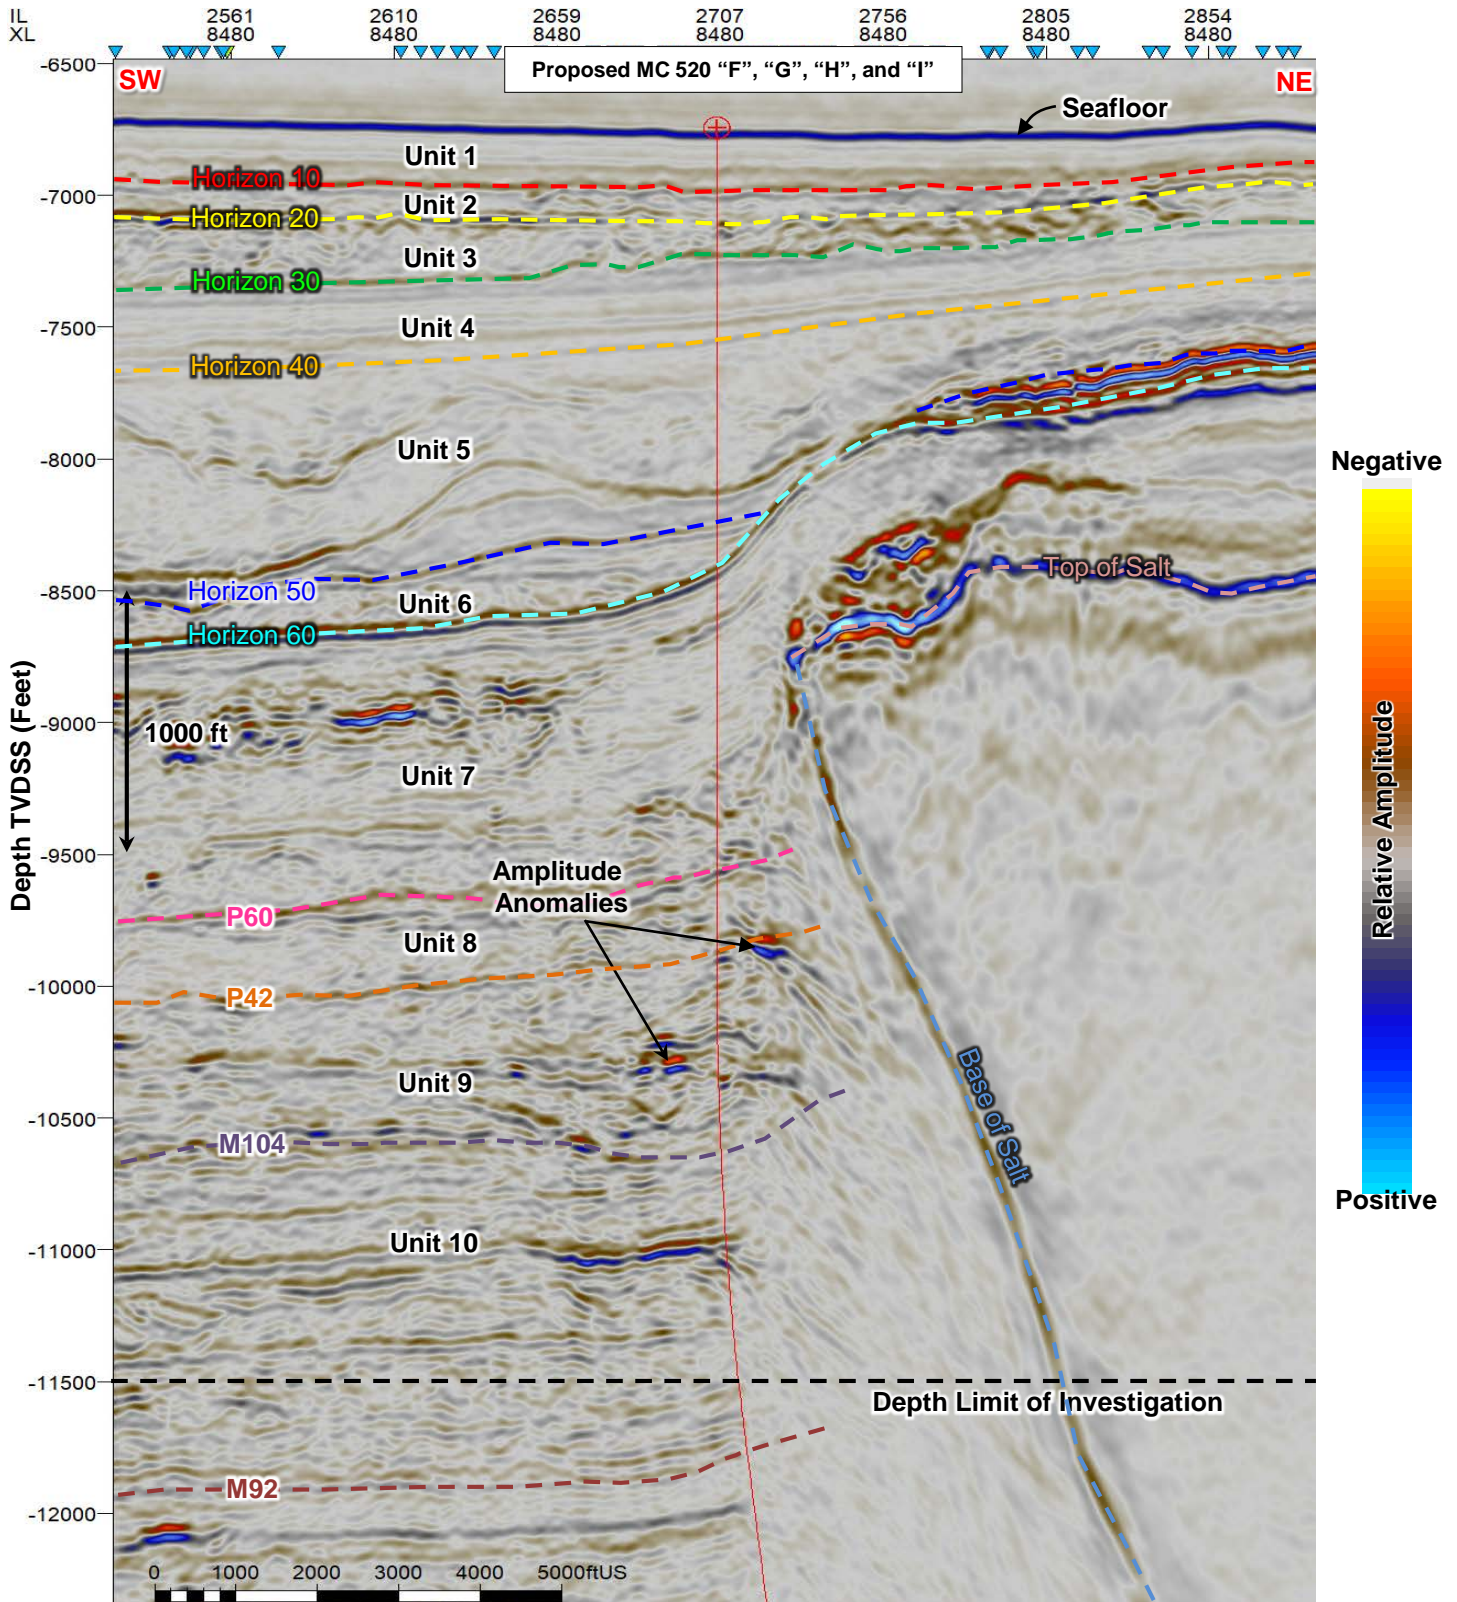 IL 2561 2610 2659 2707 2756 2805 2854
XL 8480 8480 8480 8480 8480 8480 8480
Proposed MC 520 “F”, “G”, “H”, and “I”
SW
NE
Seafloor
Unit 1
Horizon 10
Unit 2
Horizon 20
Unit 3
Horizon 30
Unit 4
Horizon 40
Unit 5
Top of Salt
Horizon 50
Unit 6
Horizon 60
1000 ft
Unit 7
Amplitude
Anomalies
P60
Unit 8
P42
Unit 9
Base of Salt
M104
Unit 10
Depth Limit of Investigation
M92
0 1000 2000 3000 4000 5000ftUS
Depth TVDSS (Feet)
-6500
-7000
-7500
-8000
-8500
-9000
-9500
-10000
-10500
-11000
-11500
-12000
Negative
Relative Amplitude
Positive